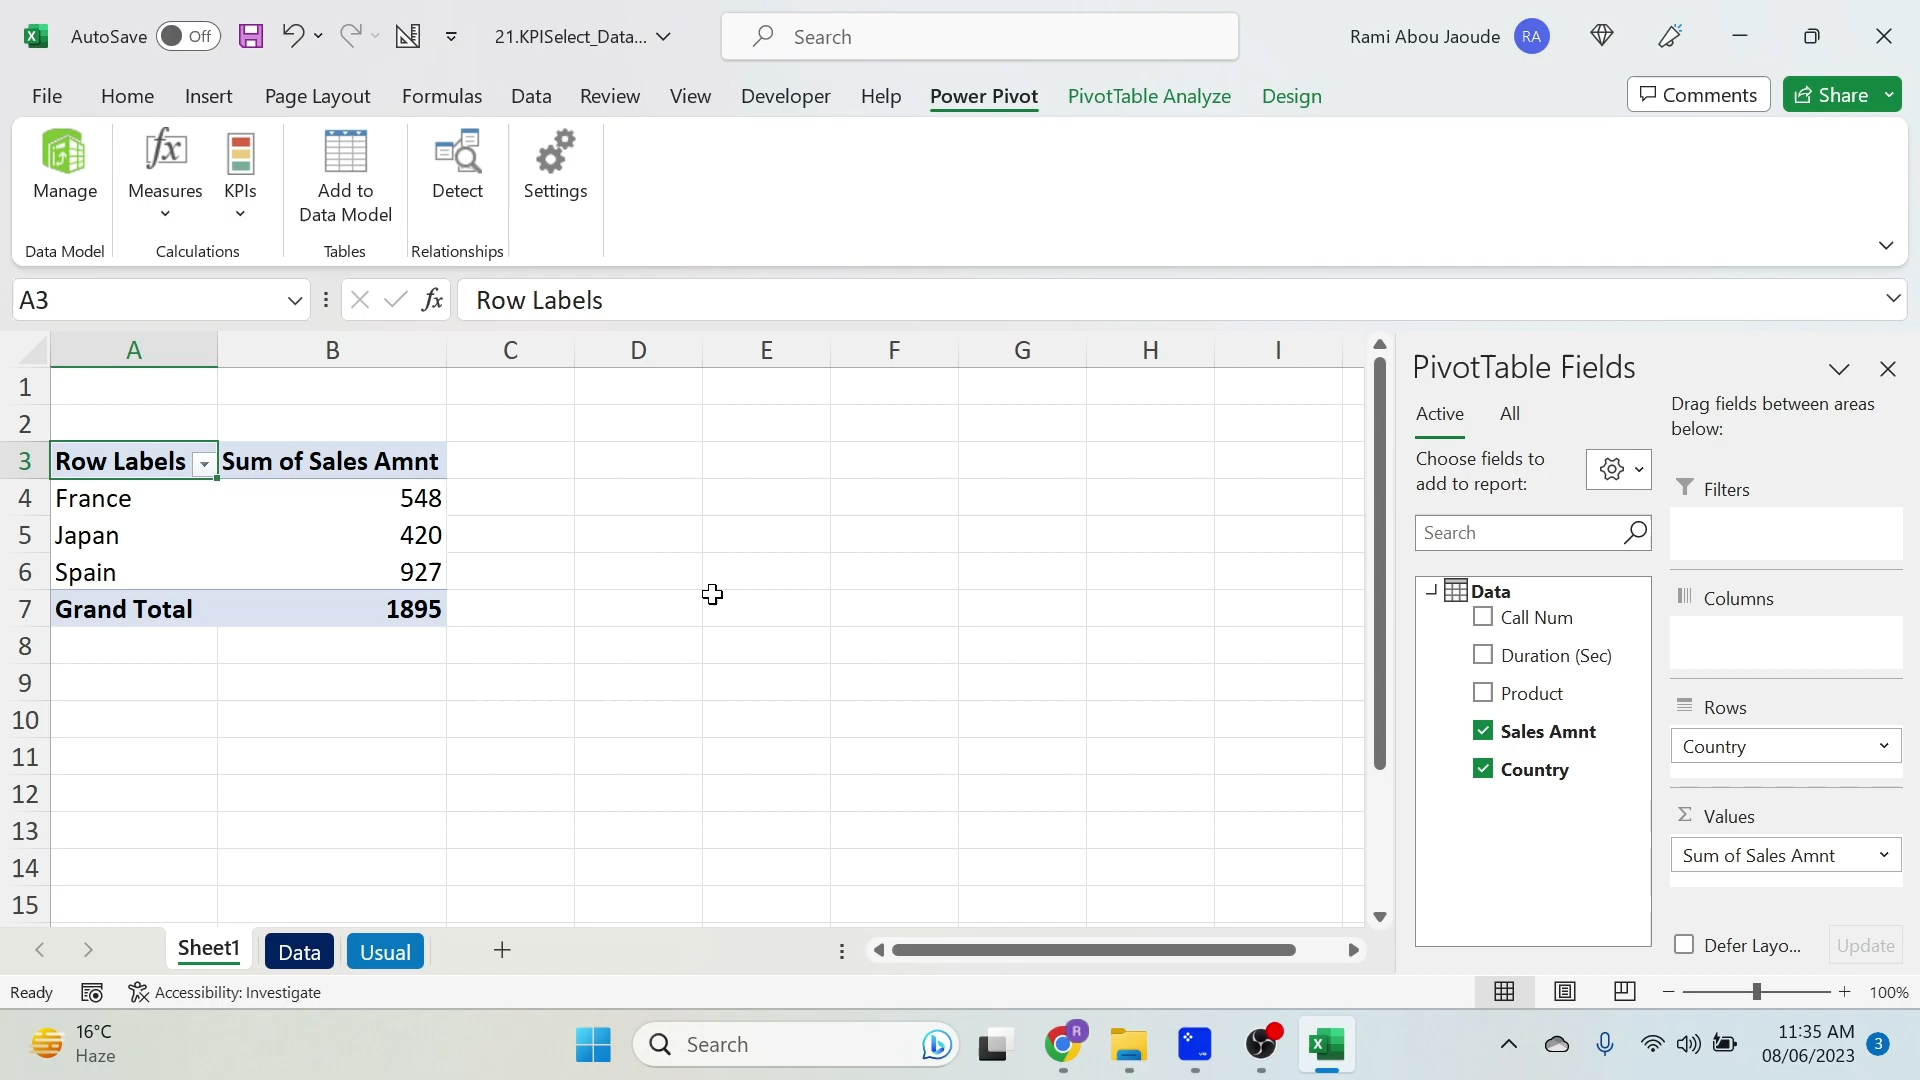 AutoSave Off 21.KPISelect_Data... Search Rami Abou Jaoude RA
File Home Insert Page Layout Formulas Data Review View Developer Help Power Pivot PivotTable Analyze Design Comments Share
Manage
Measures
KPIs
Add to
Data Model
Detect
Settings
Data Model Calculations Tables Relationships
A3 fx Row Labels
A B C D E F G H I
1
2
3 Row Labels Sum of Sales Amnt
4 France 548
5 Japan 420
6 Spain 927
7 Grand Total 1895
8
9
10
11
12
13
14
15
PivotTable Fields
Active All
Choose fields to
add to report:
Search
Data
Call Num
Duration (Sec)
Product
Sales Amnt
Country
Drag fields between areas
below:
Filters
Columns
Rows
Country
Σ Values
Sum of Sales Amnt
Defer Layo... Update
Sheet1 Data Usual
Ready Accessibility: Investigate 100%
16°C
Haze
Search
R
11:35 AM
08/06/2023
3